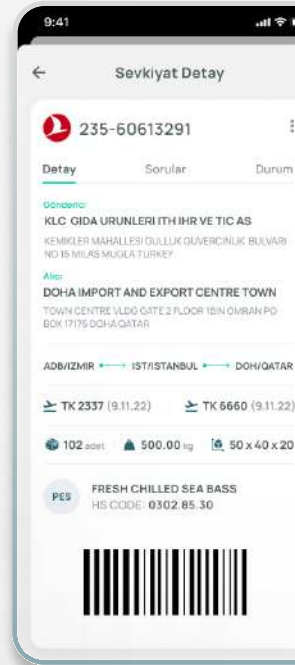 9:41
Sevkiyat Detay
235-60613291
Detay Sorular Durum
Gönderici
KLC GIDA URUNLERI ITH IHR VE TIC AS
KEMIKLER MAHALLESI GULLUK GUVERCINLIK BULVARI
NO 15 MILAS MUGLA TURKEY
Alıcı
DOHA IMPORT AND EXPORT CENTRE TOWN
TOWN CENTRE VLDG GATE 2 FLOOR 1BIN OMRAN PO
BOX 17175 DOHA QATAR
ADB/IZMIR IST/ISTANBUL DOH/QATAR
TK 2337 (9.11.22) TK 6660 (9.11.22)
102 adet 500.00 kg 50 x 40 x 20
PES
FRESH CHILLED SEA BASS
HS CODE: 0302.85.30